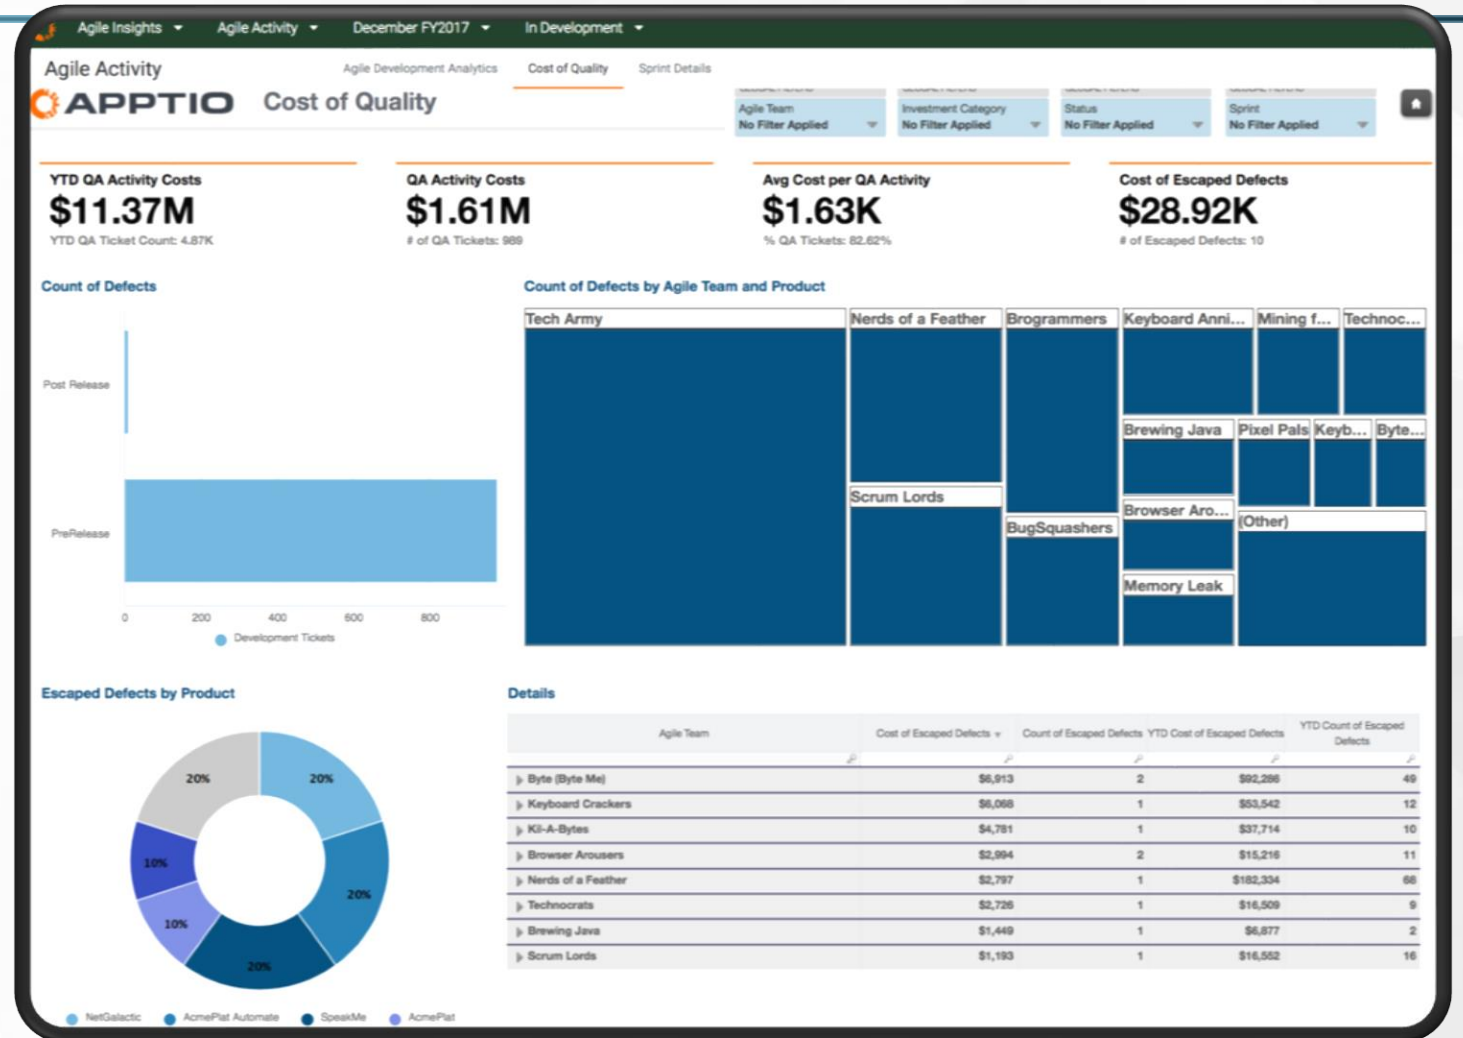 Agile Insights Agile Activity December FY2017 In Development
Agile Activity Agile Development Analytics Cost of Quality Sprint Details
APPTIO Cost of Quality
Agile Team Investment Category Status Sprint
No Filter Applied No Filter Applied No Filter Applied No Filter Applied
YTD QA Activity Costs QA Activity Costs Avg Cost per QA Activity Cost of Escaped Defects
$11.37M $1.61M $1.63K $28.92K
YTD QA Ticket Count: 4.87K # of QA Tickets: 989 % QA Tickets: 82.62% # of Escaped Defects: 10
Count of Defects
Post Release
PreRelease
0 200 400 600 800
Development Tickets
Count of Defects by Agile Team and Product
Tech Army Nerds of a Feather Brogrammers Keyboard Anni... Mining f... Technoc...
Brewing Java Pixel Pals Keyb... Byte...
Scrum Lords
Browser Aro... (Other)
BugSquashers
Memory Leak
Escaped Defects by Product
20% 20%
10% 20%
10%
20%
NetGalactic AcmePlat Automate SpeakMe AcmePlat
Details
Agile Team Cost of Escaped Defects Count of Escaped Defects YTD Cost of Escaped Defects YTD Count of Escaped Defects
Byte (Byte Me) $6,913 2 $92,286 49
Keyboard Crackers $6,068 1 $53,542 12
Kil-A-Bytes $4,781 1 $37,714 10
Browser Arousers $2,994 2 $15,216 11
Nerds of a Feather $2,797 1 $182,334 68
Technocrats $2,726 1 $16,509 9
Brewing Java $1,449 1 $6,877 2
Scrum Lords $1,193 1 $16,552 16